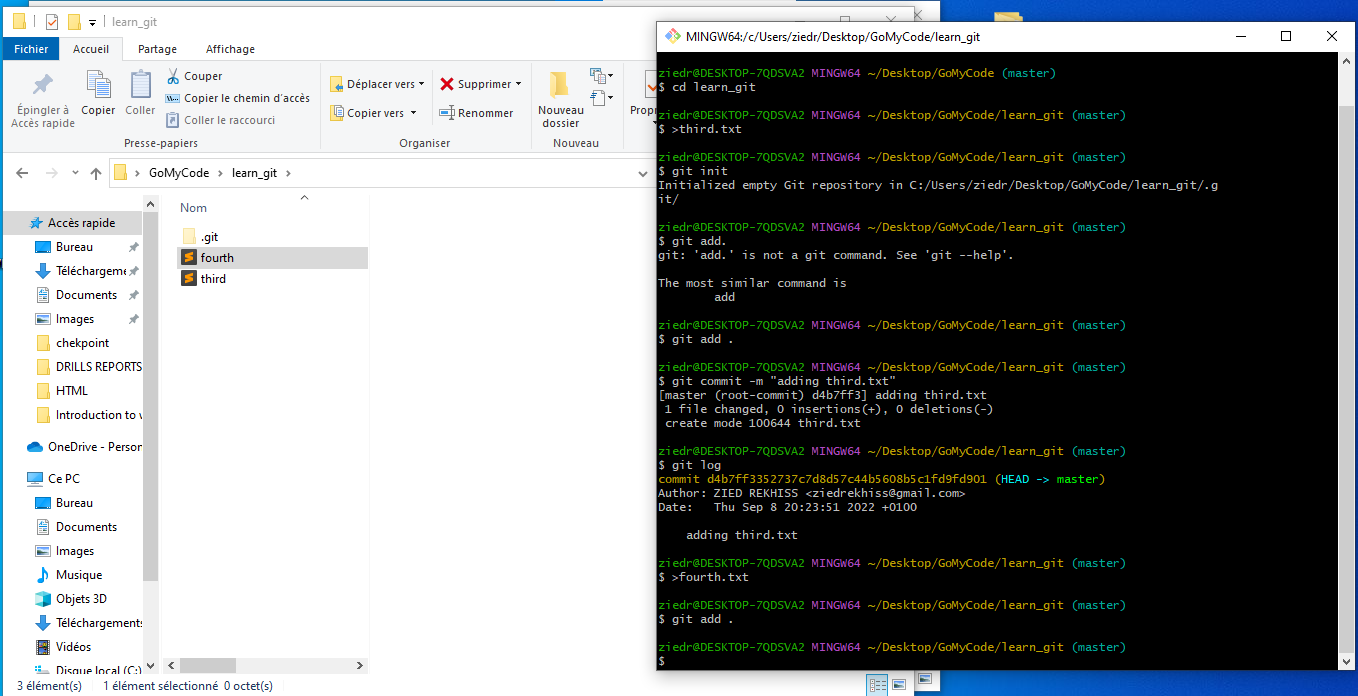 learn_git
Fichier
Accueil
Partage
Affichage
Épingler à
Accès rapide
Copier
Coller
Couper
Copier le chemin d'accès
Coller le raccourci
Presse-papiers
Déplacer vers
Copier vers
Supprimer
Renommer
Organiser
Nouveau
dossier
Nouveau
Propr
GoMyCode
learn_git
Nom
.git
fourth
third
Accès rapide
Bureau
Téléchargeme
Documents
Images
chekpoint
DRILLS REPORTS
HTML
Introduction to v
OneDrive - Person
Ce PC
Bureau
Documents
Images
Musique
Objets 3D
Téléchargements
Vidéos
Disque local (C:)
3 élément(s)
1 élément sélectionné 0 octet(s)
MINGW64:/c/Users/ziedr/Desktop/GoMyCode/learn_git
ziedr@DESKTOP-7QDSVA2 MINGW64 ~/Desktop/GoMyCode (master)
$ cd learn_git
ziedr@DESKTOP-7QDSVA2 MINGW64 ~/Desktop/GoMyCode/learn_git (master)
$ >third.txt
ziedr@DESKTOP-7QDSVA2 MINGW64 ~/Desktop/GoMyCode/learn_git (master)
$ git init
Initialized empty Git repository in C:/Users/ziedr/Desktop/GoMyCode/learn_git/.g
it/
ziedr@DESKTOP-7QDSVA2 MINGW64 ~/Desktop/GoMyCode/learn_git (master)
$ git add.
git: 'add.' is not a git command. See 'git --help'.
The most similar command is
add
ziedr@DESKTOP-7QDSVA2 MINGW64 ~/Desktop/GoMyCode/learn_git (master)
$ git add .
ziedr@DESKTOP-7QDSVA2 MINGW64 ~/Desktop/GoMyCode/learn_git (master)
$ git commit -m "adding third.txt"
[master (root-commit) d4b7ff3] adding third.txt
1 file changed, 0 insertions(+), 0 deletions(-)
create mode 100644 third.txt
ziedr@DESKTOP-7QDSVA2 MINGW64 ~/Desktop/GoMyCode/learn_git (master)
$ git log
commit d4b7ff3352737c7d8d57c44b5608b5c1fd9fd901 (HEAD -> master)
Author: ZIED REKHISS <ziedrekhiss@gmail.com>
Date: Thu Sep 8 20:23:51 2022 +0100
adding third.txt
ziedr@DESKTOP-7QDSVA2 MINGW64 ~/Desktop/GoMyCode/learn_git (master)
$ >fourth.txt
ziedr@DESKTOP-7QDSVA2 MINGW64 ~/Desktop/GoMyCode/learn_git (master)
$ git add .
ziedr@DESKTOP-7QDSVA2 MINGW64 ~/Desktop/GoMyCode/learn_git (master)
$